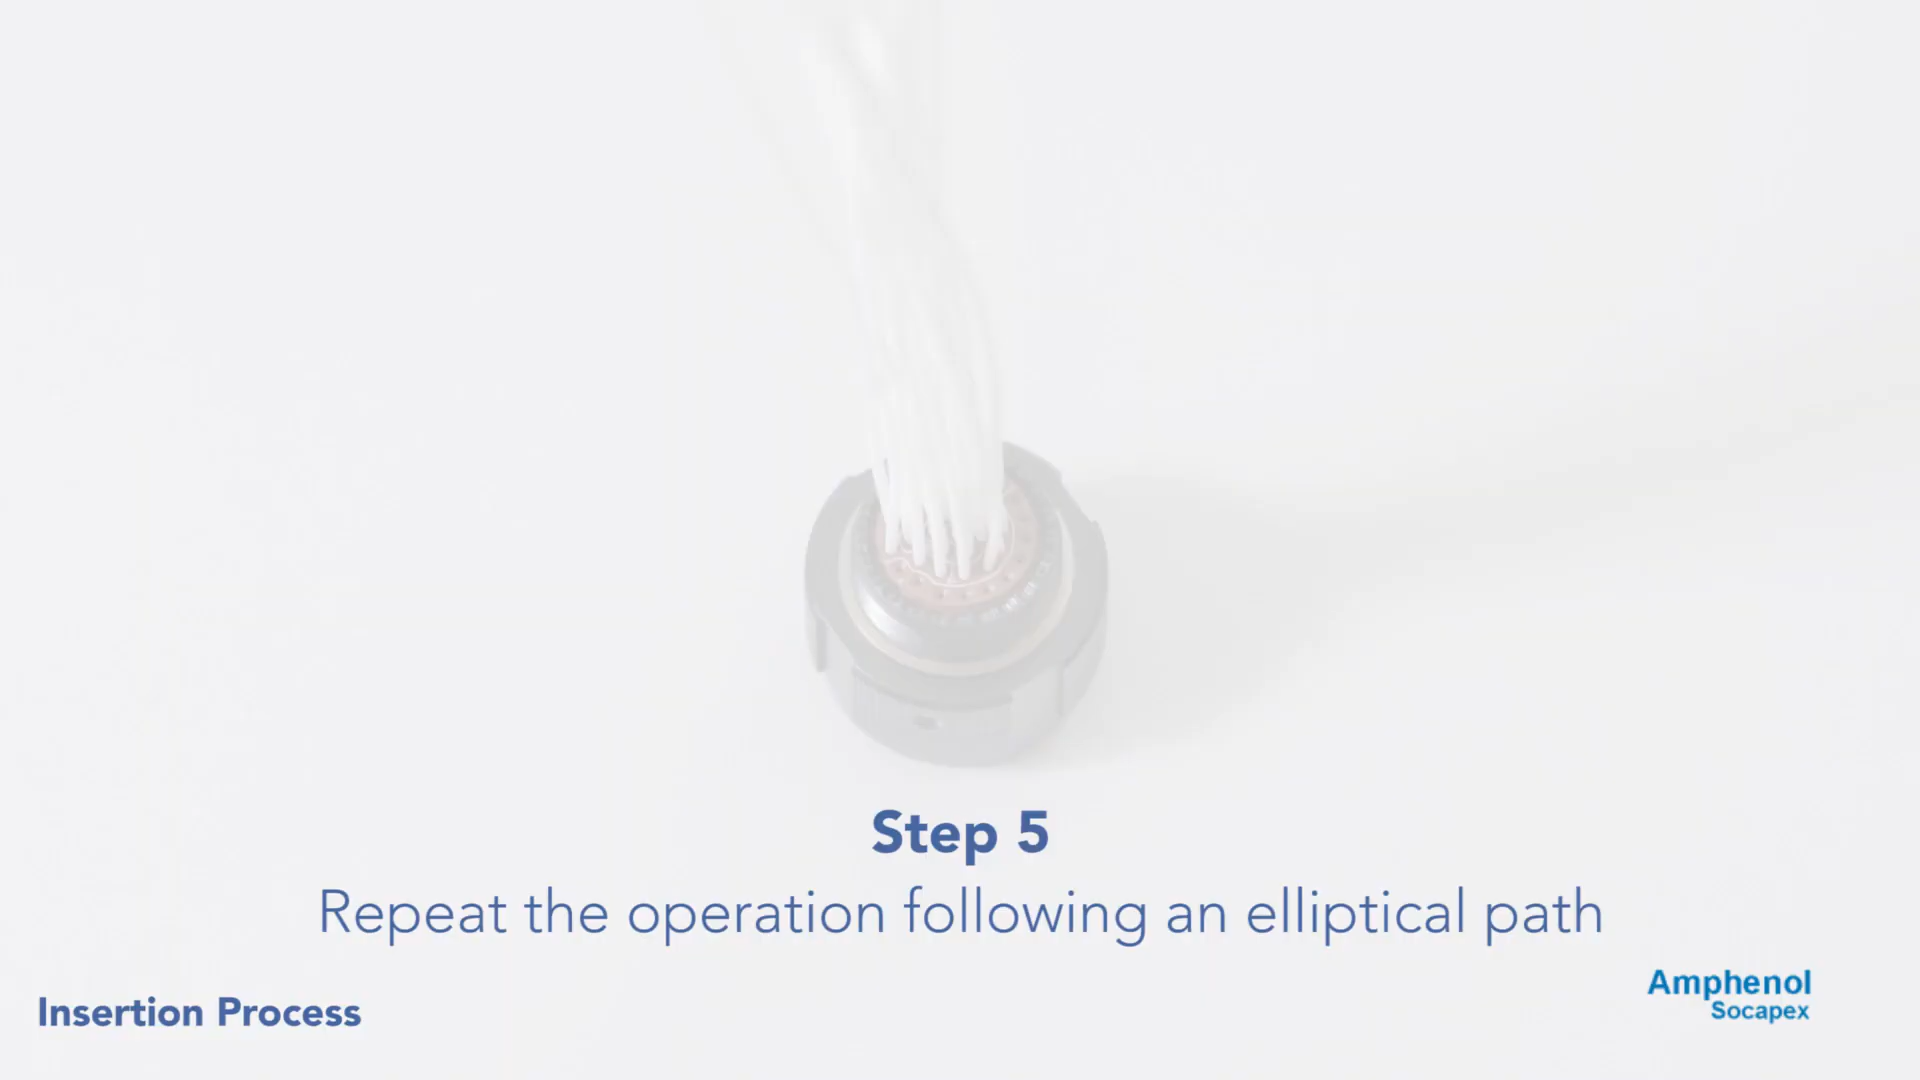 Step 5
Repeat the operation following an elliptical path
Insertion Process
Amphenol
Socapex